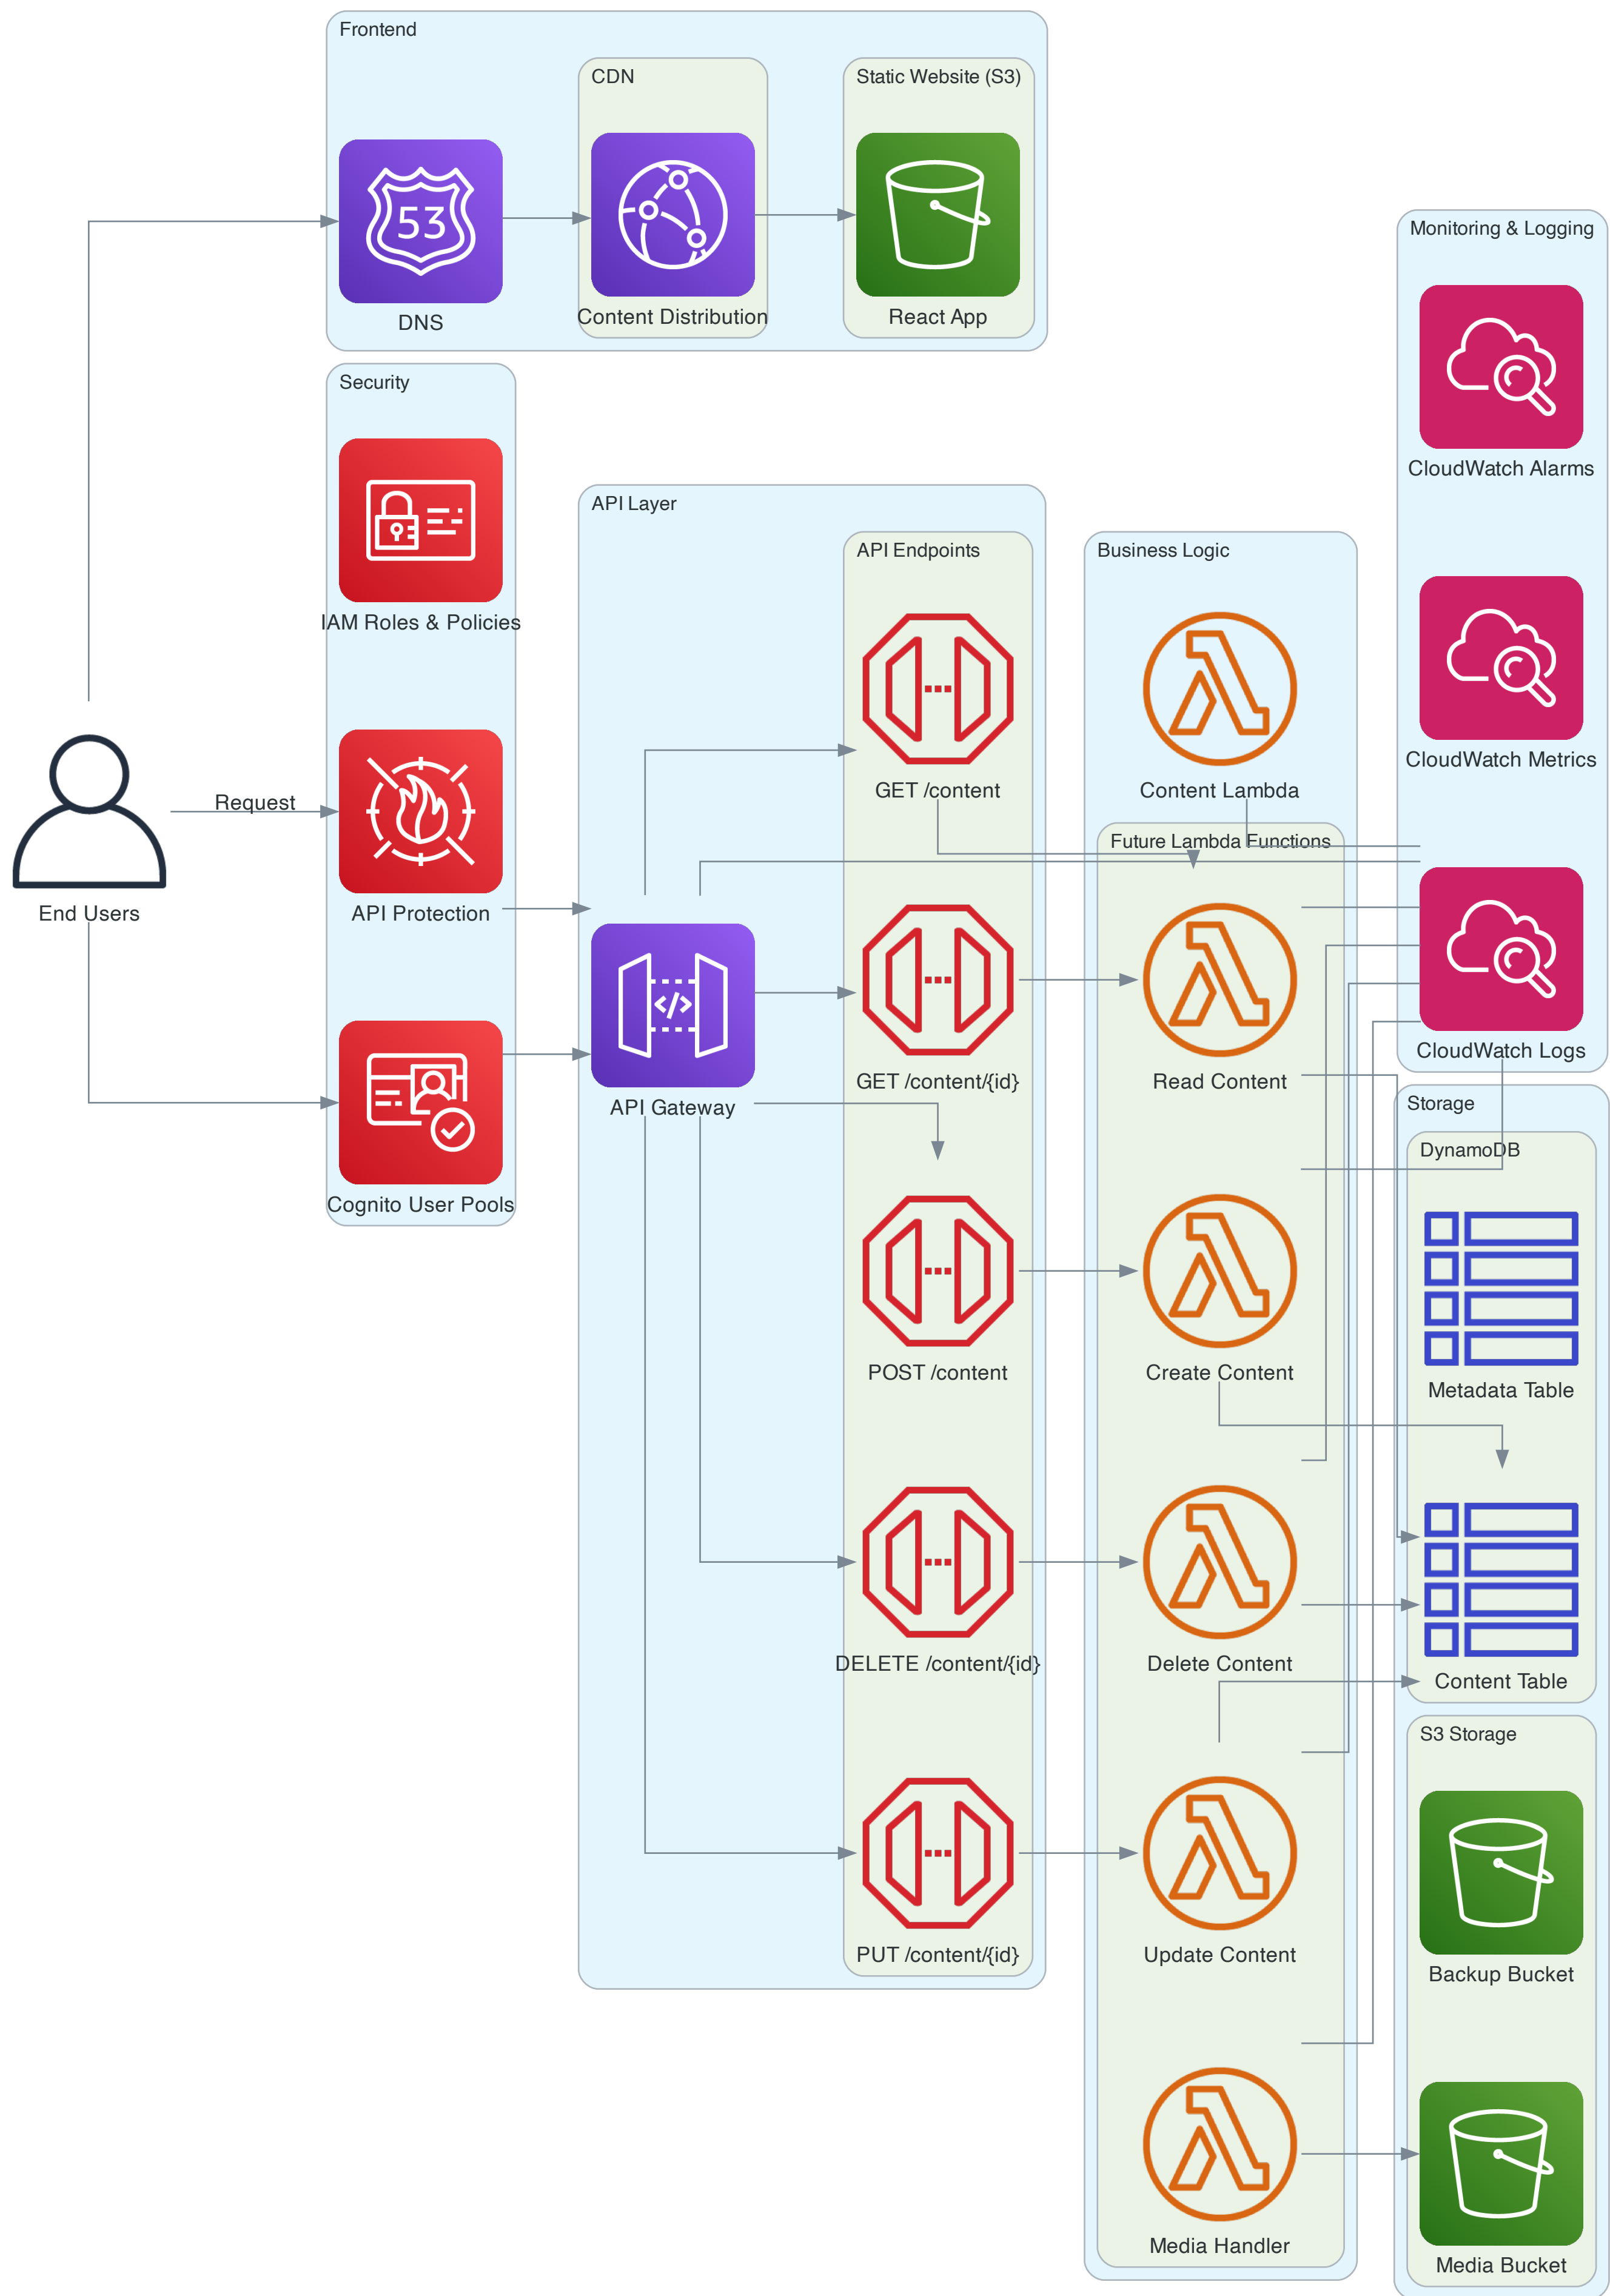 Frontend
CDN
Static Website (S3)
53
DNS
Content Distribution
React App
Security
IAM Roles & Policies
Request
API Protection
End Users
Cognito User Pools
API Layer
API Gateway
API Endpoints
GET /content
GET /content/{id}
POST /content
DELETE /content/{id}
PUT /content/{id}
Business Logic
Content Lambda
Future Lambda Functions
Read Content
Create Content
Delete Content
Update Content
Media Handler
Monitoring & Logging
CloudWatch Alarms
CloudWatch Metrics
CloudWatch Logs
Storage
DynamoDB
Metadata Table
Content Table
S3 Storage
Backup Bucket
Media Bucket